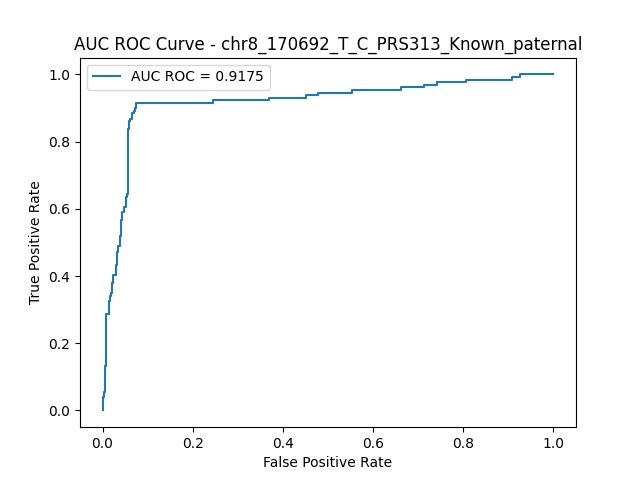 AUC ROC Curve - chr8_170692_T_C_PRS313_Known_paternal
AUC ROC = 0.9175
1.0
0.8
0.6
0.4
0.2
0.0
True Positive Rate
0.0 0.2 0.4 0.6 0.8 1.0
False Positive Rate